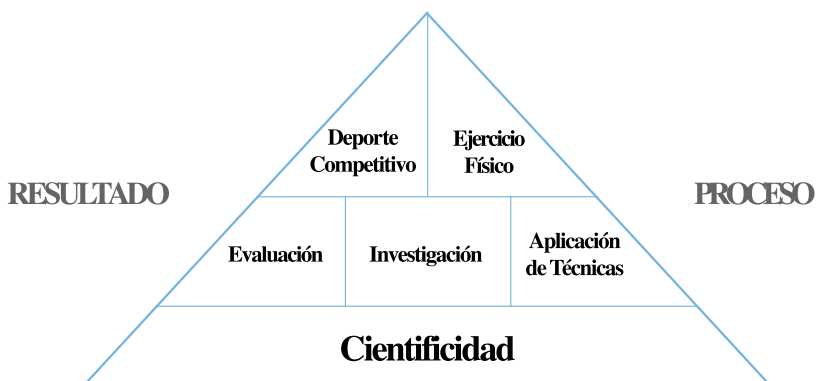 Deporte
Competitivo
Ejercicio
Físico
RESULTADO
PROCESO
Evaluación
Investigación
Aplicación
de Técnicas
Cientificidad